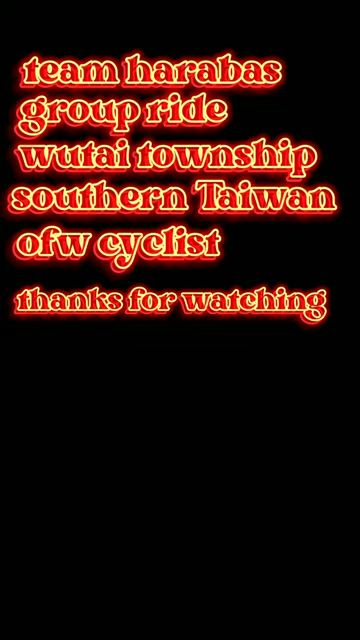 team harabas
group ride
wutai township
southern Taiwan
ofw cyclist
thanks for watching